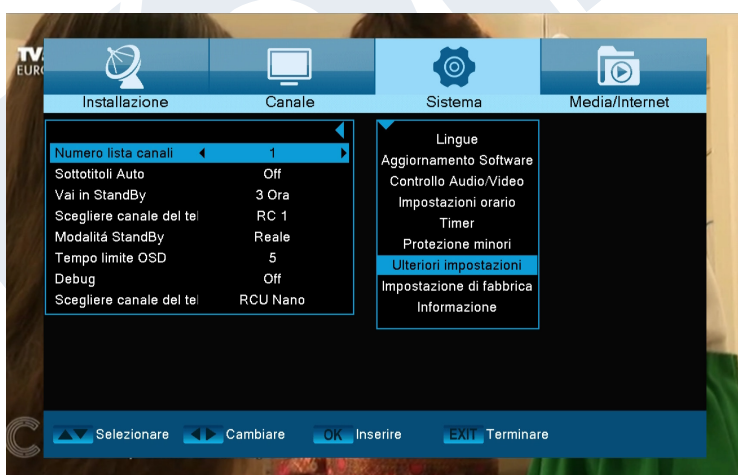 TV
EURO
Installazione
Canale
Sistema
Media/Internet
Numero lista canali 1
Sottotitoli Auto Off
Vai in StandBy 3 Ora
Scegliere canale del tel RC 1
Modalitá StandBy Reale
Tempo limite OSD 5
Debug Off
Scegliere canale del tel RCU Nano
Lingue
Aggiornamento Software
Controllo Audio/Video
Impostazioni orario
Timer
Protezione minori
Ulteriori impostazioni
Impostazione di fabbrica
Informazione
Selezionare Cambiare OK Inserire EXIT Terminare